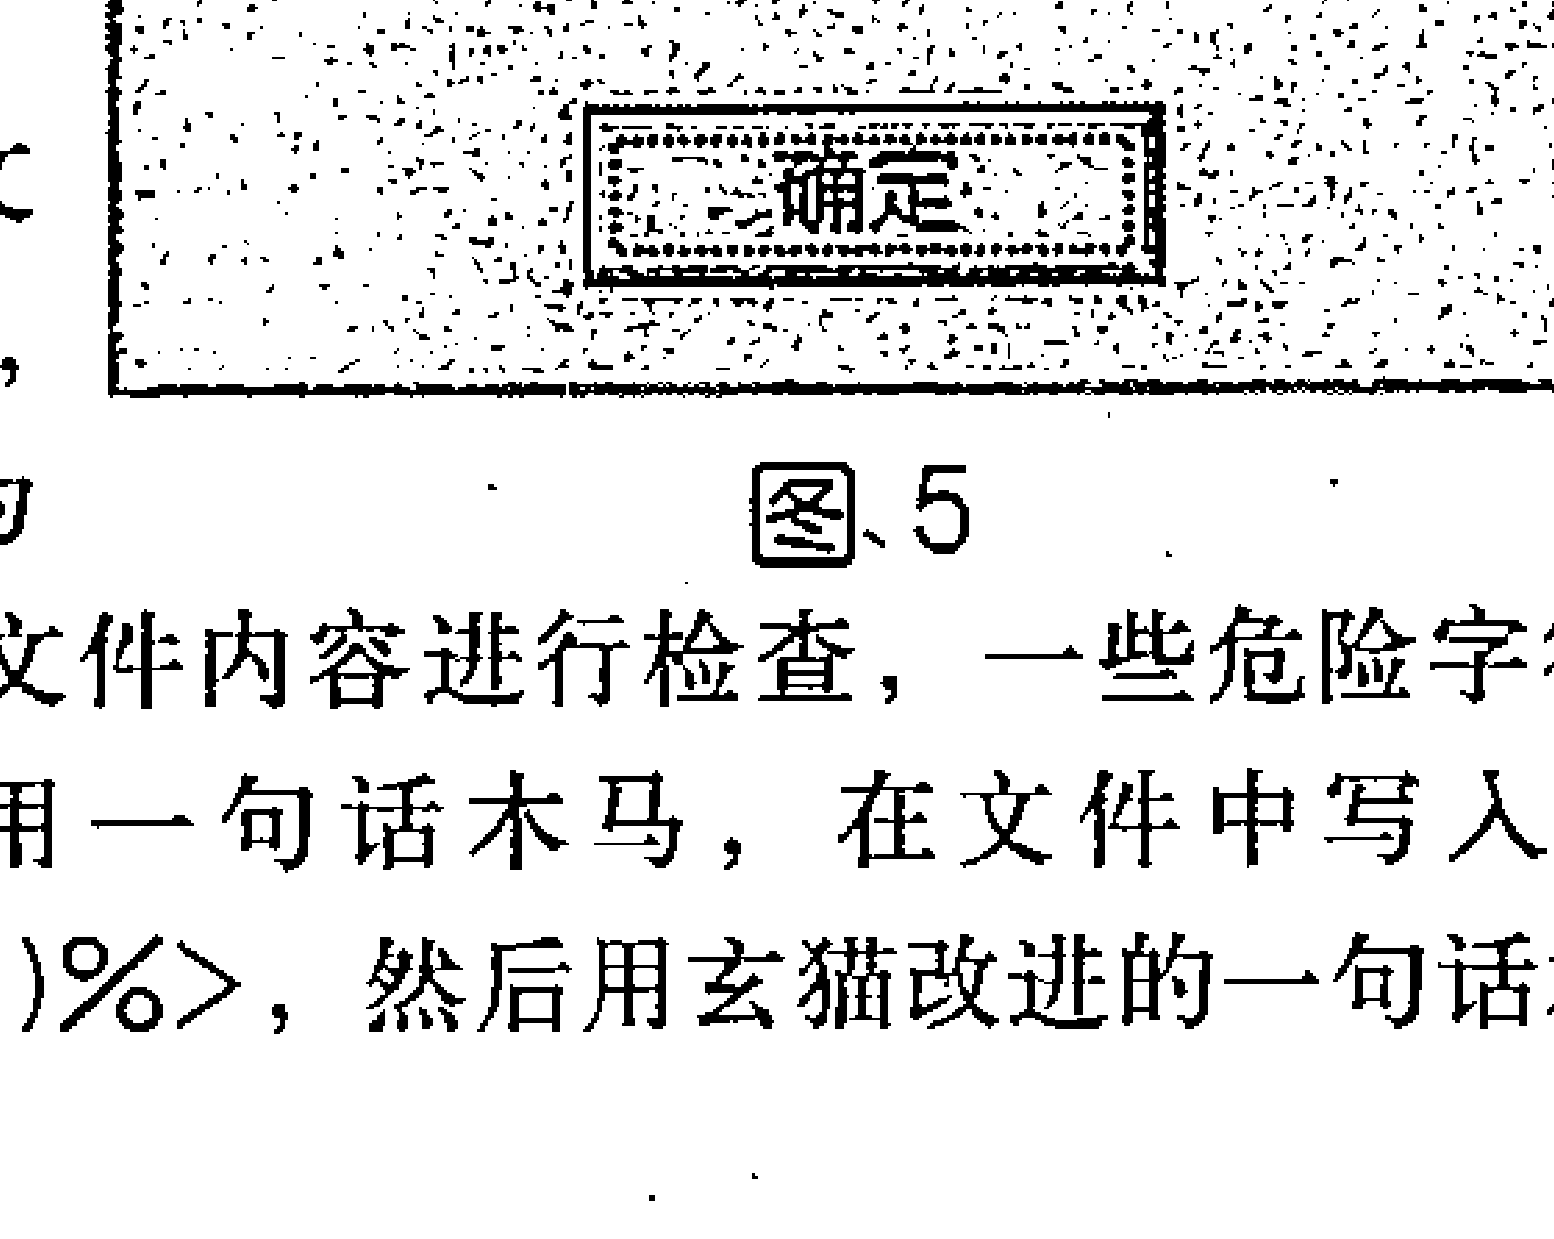 确定
图 5
文件内容进行检查，一些危险字
用一句话木马，在文件中写入
)%>，然后用玄猫改进的一句话